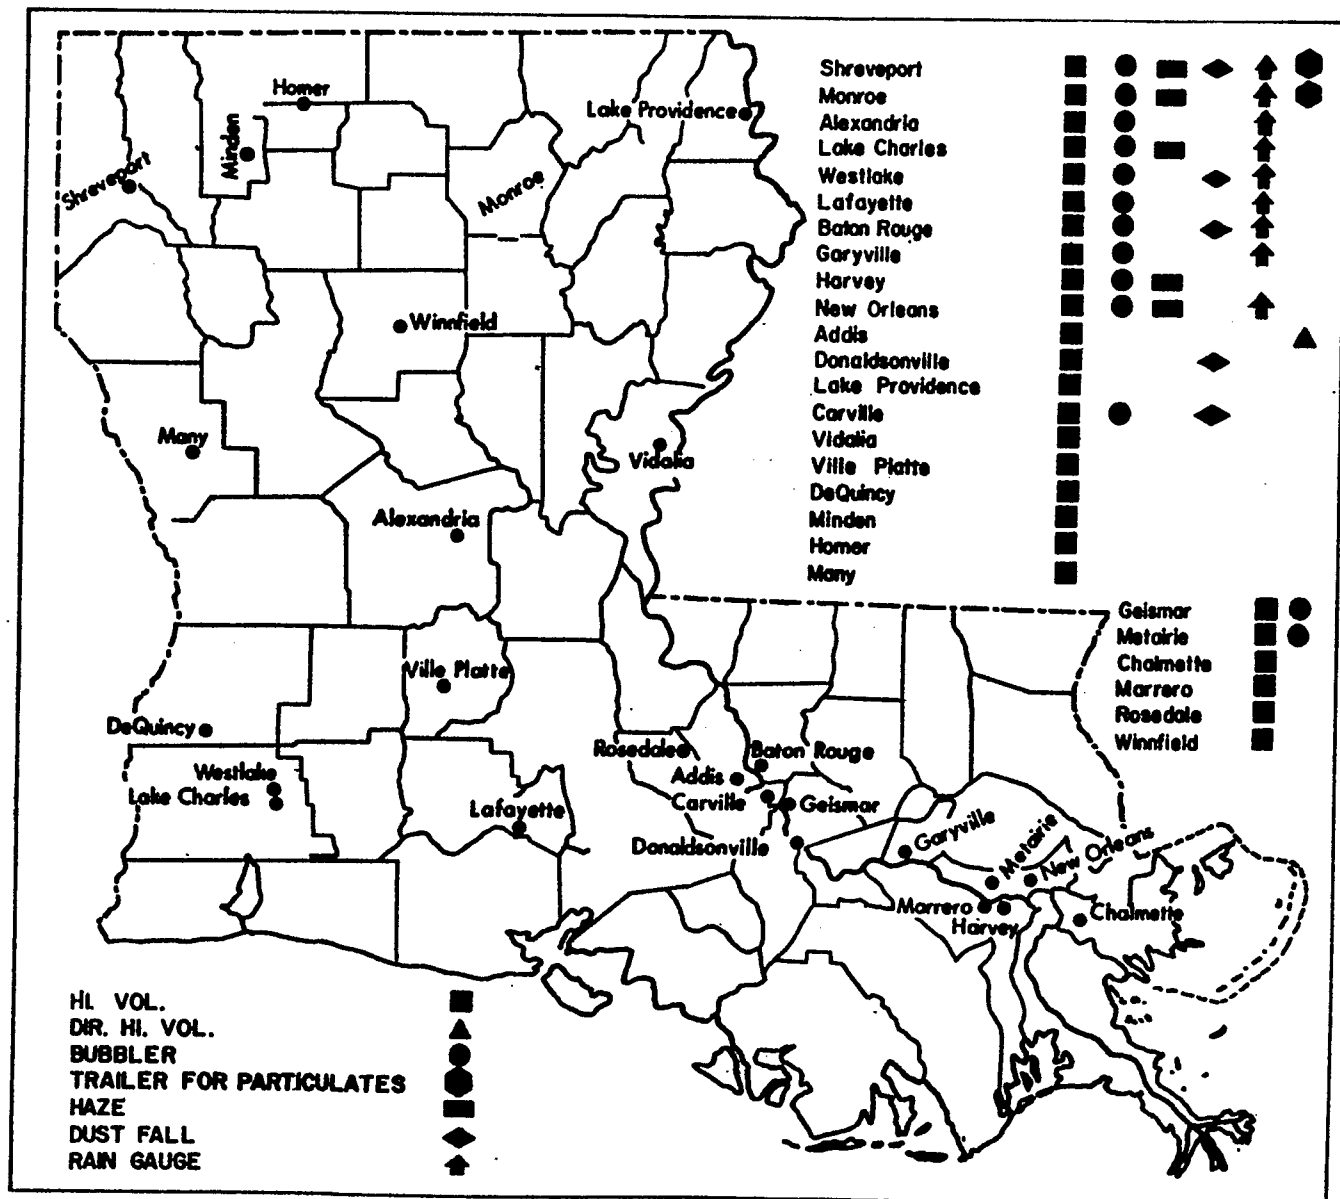 Homer
Lake Providence
Minden
Shreveport
Monroe
Winnfield
Many
Vidalia
Alexandria
Ville Platte
DeQuincy
Westlake
Lake Charles
Lafayette
Rosedale
Baton Rouge
Addis
Carville
Geismar
Donaldsonville
Garyville
Metairie
New Orleans
Marrero
Harvey
Chalmette
Shreveport
Monroe
Alexandria
Lake Charles
Westlake
Lafayette
Baton Rouge
Garyville
Harvey
New Orleans
Addis
Donaldsonville
Lake Providence
Carville
Vidalia
Ville Platte
DeQuincy
Minden
Homer
Many
Geismar
Metairie
Chalmette
Marrero
Rosedale
Winnfield
HI. VOL.
DIR. HI. VOL.
BUBBLER
TRAILER FOR PARTICULATES
HAZE
DUST FALL
RAIN GAUGE